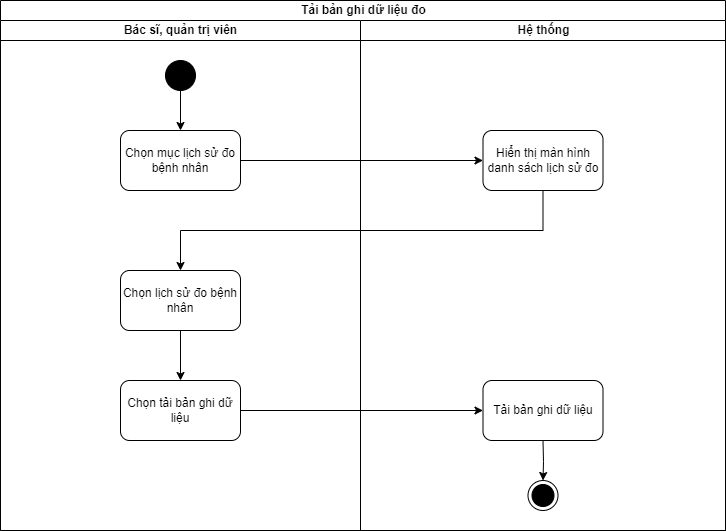 Tải bản ghi dữ liệu đo
Bác sĩ, quản trị viên
Hệ thống
Chọn mục lịch sử đo
bệnh nhân
Hiển thị màn hình
danh sách lịch sử đo
Chọn lịch sử đo bệnh
nhân
Chọn tải bản ghi dữ
liệu
Tải bản ghi dữ liệu